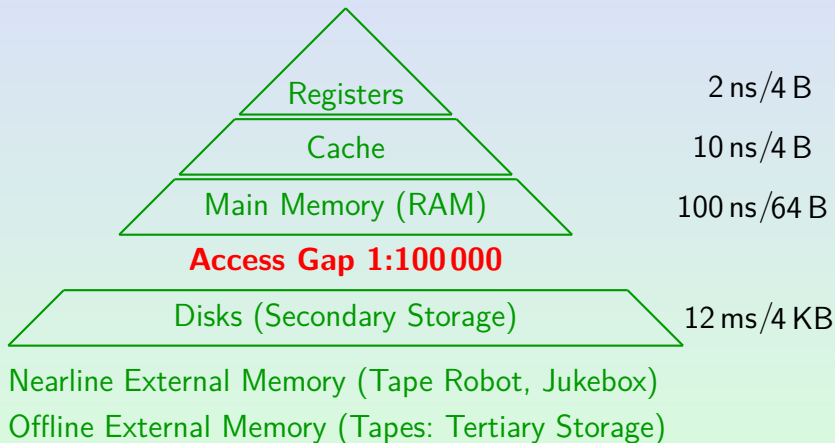 Registers 2 ns/4 B
Cache 10 ns/4 B
Main Memory (RAM) 100 ns/64 B
Access Gap 1:100 000
Disks (Secondary Storage) 12 ms/4 KB
Nearline External Memory (Tape Robot, Jukebox)
Offline External Memory (Tapes: Tertiary Storage)